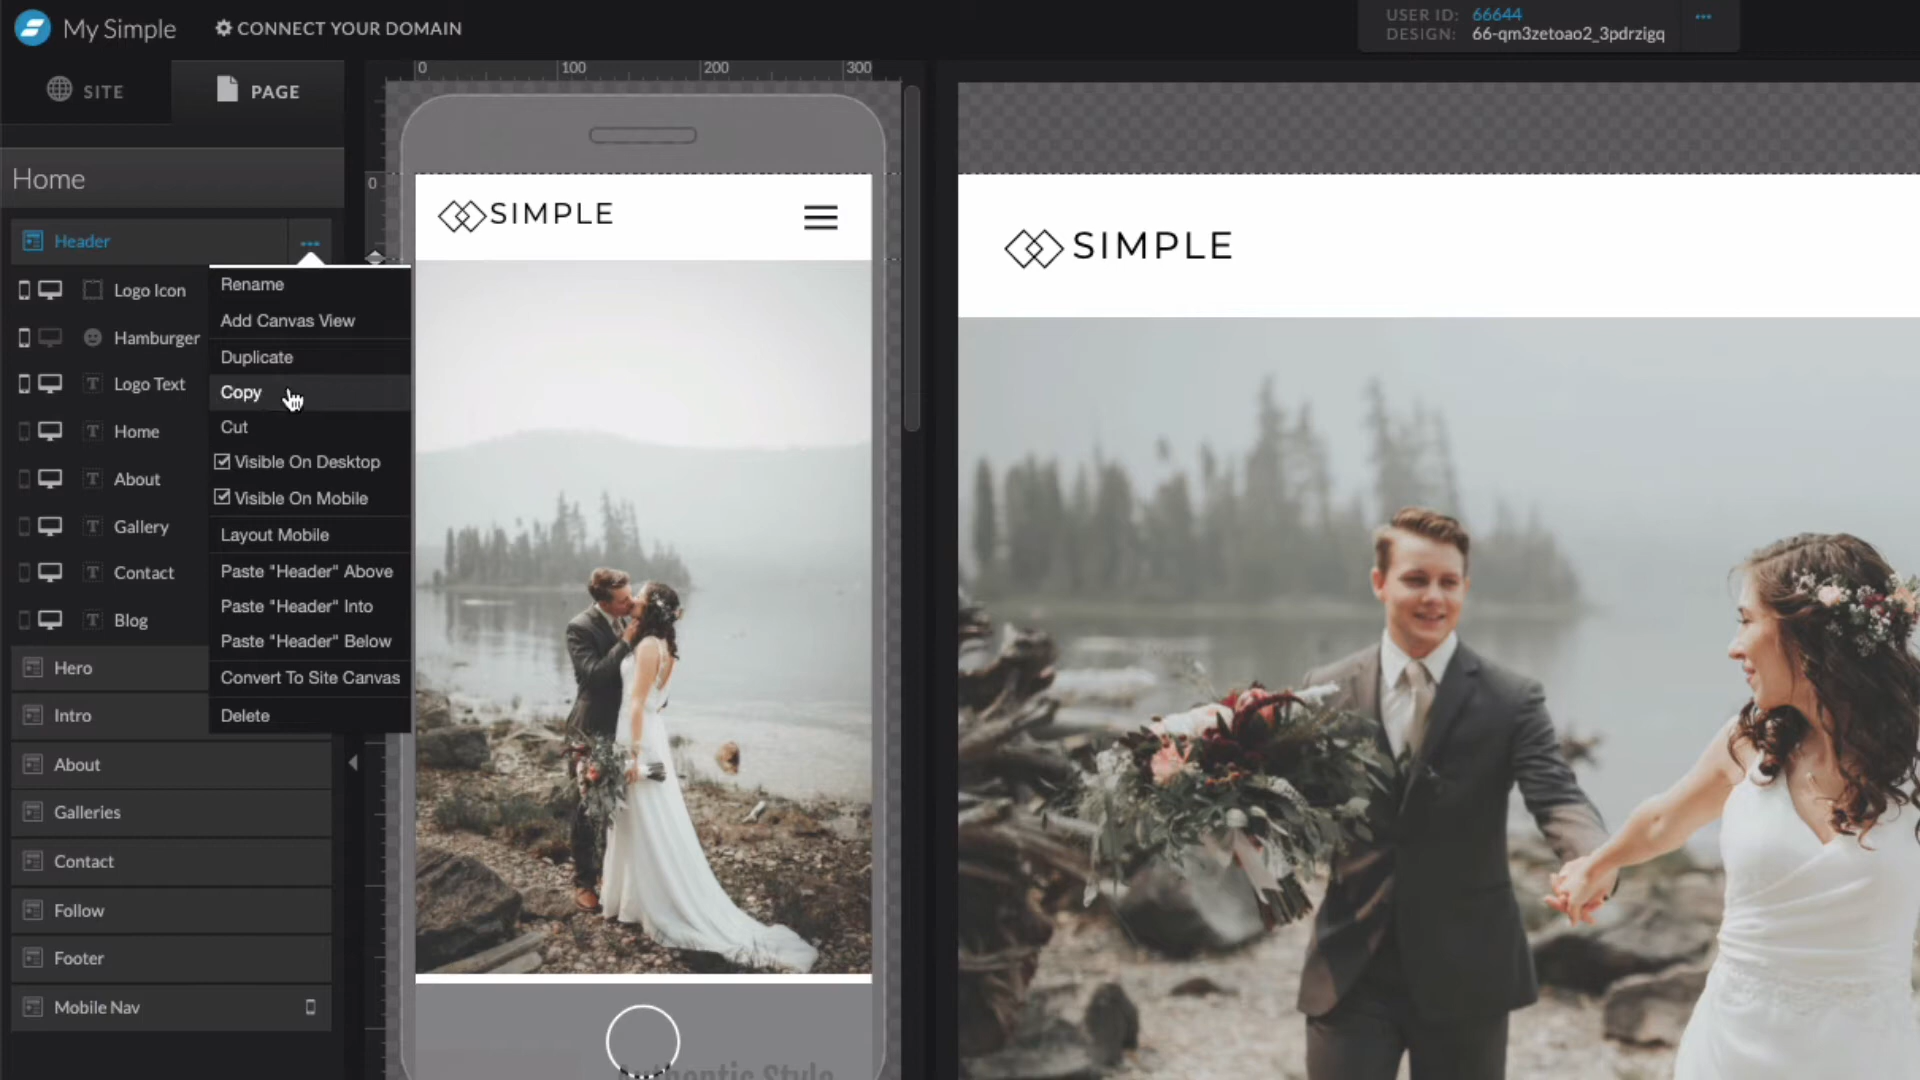 My Simple
CONNECT YOUR DOMAIN
USER ID: 66644
DESIGN: 66-qm3zetoao2_3pdrzigq
SITE
PAGE
0 100 200 300
0
Home
Header
Logo Icon
Hamburger
Logo Text
Home
About
Gallery
Contact
Blog
Hero
Intro
About
Galleries
Contact
Follow
Footer
Mobile Nav
Rename
Add Canvas View
Duplicate
Copy
Cut
Visible On Desktop
Visible On Mobile
Layout Mobile
Paste "Header" Above
Paste "Header" Into
Paste "Header" Below
Convert To Site Canvas
Delete
SIMPLE
Authentic Style
SIMPLE